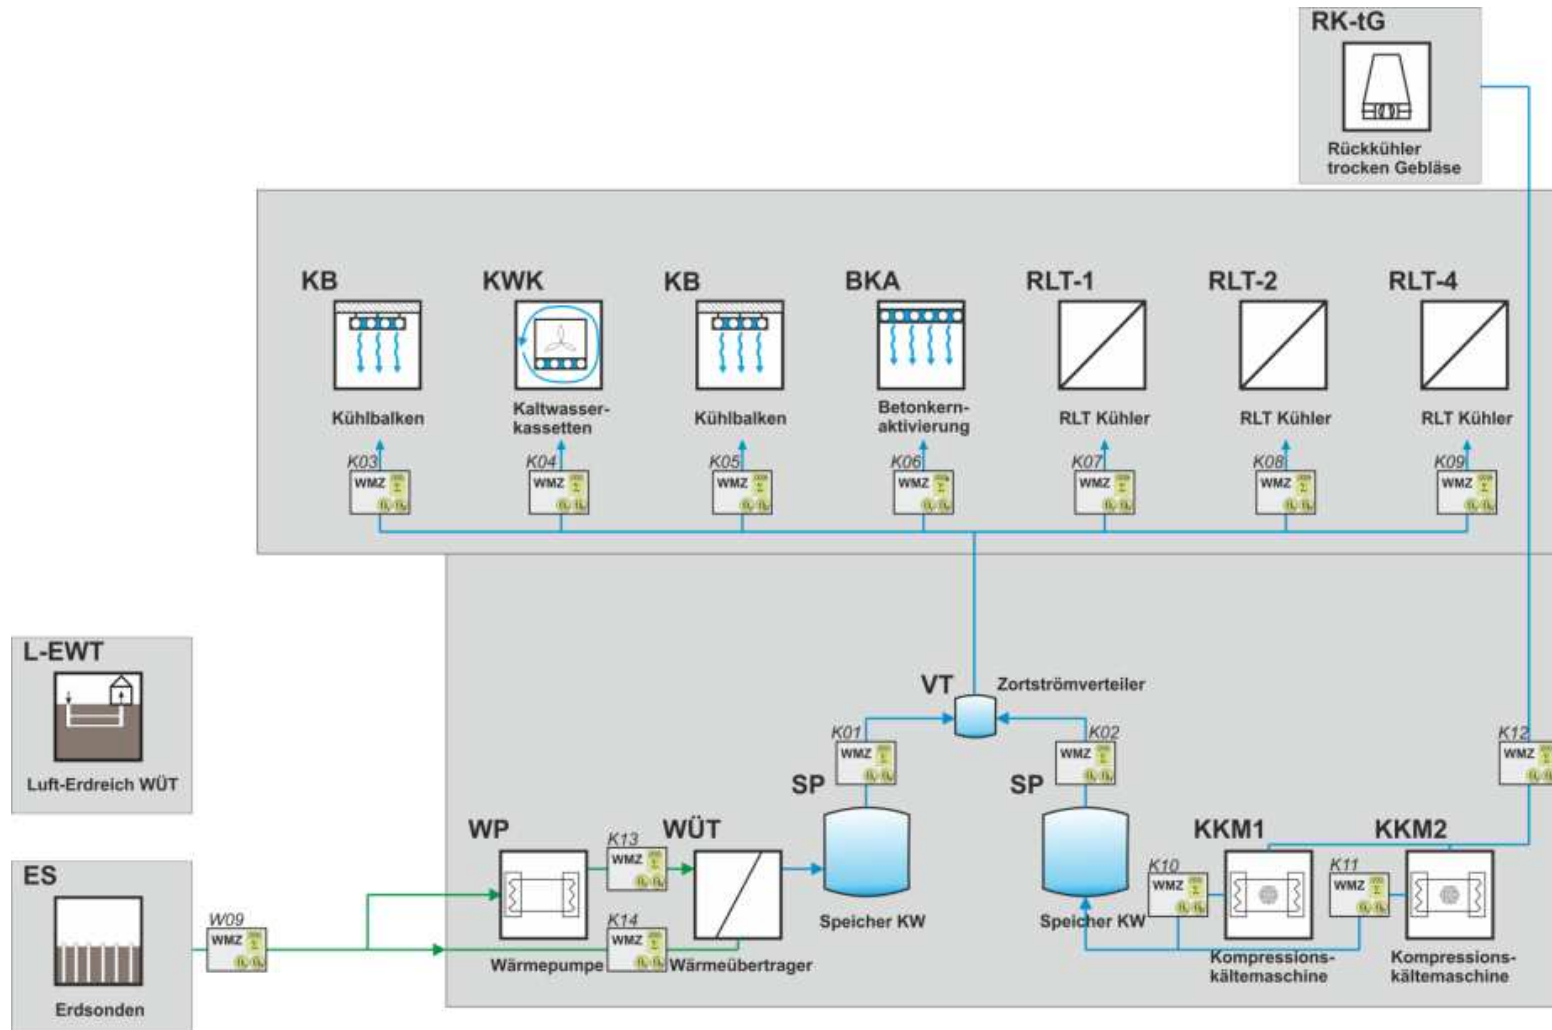 RK-tG
Rückkühler
trocken Gebläse
KB
KWK
KB
BKA
RLT-1
RLT-2
RLT-4
Kühlbalken
Kaltwasser-
kassetten
Kühlbalken
Betonkern-
aktivierung
RLT Kühler
RLT Kühler
RLT Kühler
K03
K04
K05
K06
K07
K08
K09
WMZ
WMZ
WMZ
WMZ
WMZ
WMZ
WMZ
L-EWT
Luft-Erdreich WÜT
VT
Zortströmverteiler
K01
K02
K12
WMZ
WMZ
WMZ
SP
SP
WP
K13
WÜT
KKM1
KKM2
WMZ
K10
K11
WMZ
WMZ
Speicher KW
Speicher KW
ES
W09
WMZ
K14
WMZ
Wärmepumpe
Wärmeübertrager
Kompressions-
kältemaschine
Kompressions-
kältemaschine
Erdsonden